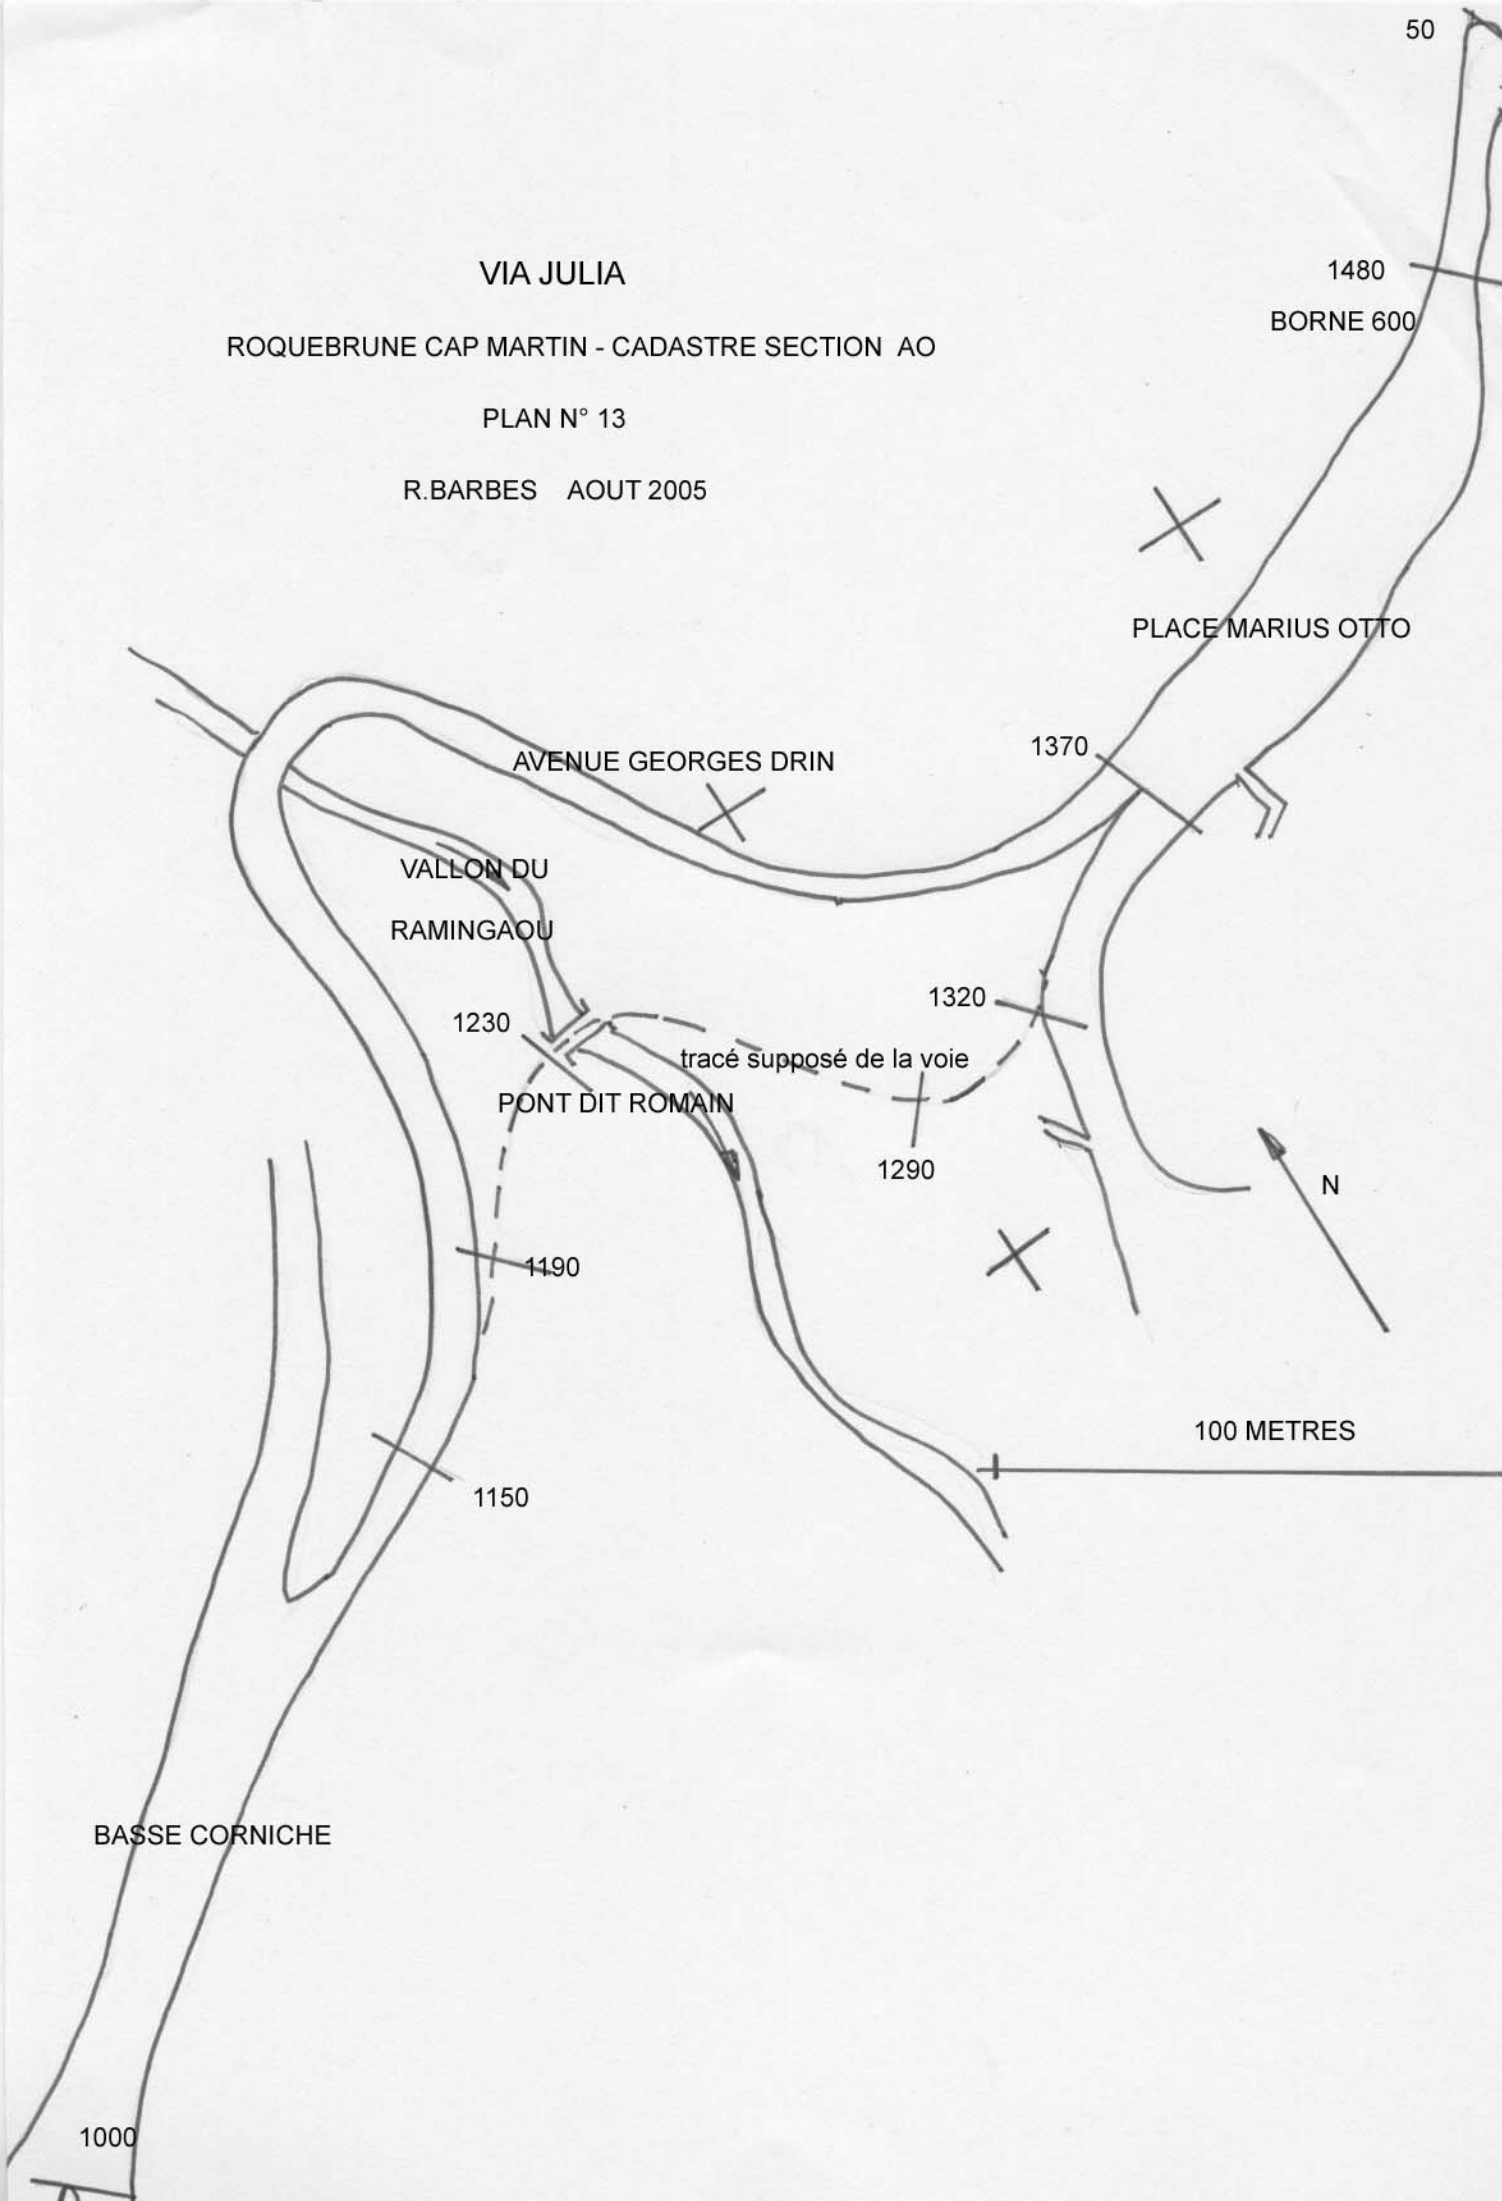 50
VIA JULIA
1480
BORNE 600
ROQUEBRUNE CAP MARTIN - CADASTRE SECTION AO
PLAN N° 13
R.BARBES AOUT 2005
PLACE MARIUS OTTO
1370
AVENUE GEORGES DRIN
VALLON DU
RAMINGAOU
1320
1230
tracé supposé de la voie
PONT DIT ROMAIN
1290
N
1190
100 METRES
1150
BASSE CORNICHE
1000